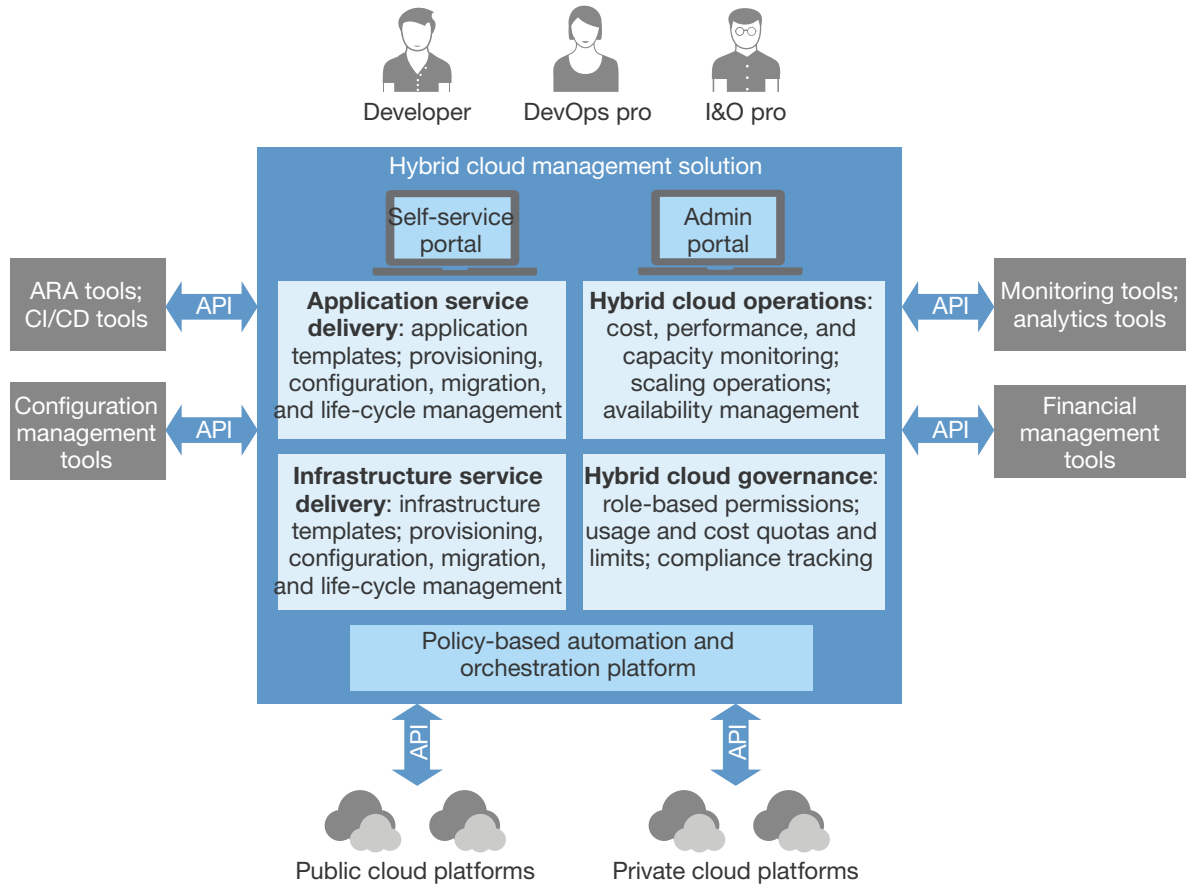 Developer
DevOps pro
I&O pro
Hybrid cloud management solution
Self-service
portal
Admin
portal
ARA tools;
CI/CD tools
API
Configuration
management
tools
API
Application service
delivery: application
templates; provisioning,
configuration, migration,
and life-cycle management
Hybrid cloud operations:
cost, performance, and
capacity monitoring;
scaling operations;
availability management
API
Monitoring tools;
analytics tools
API
Financial
management
tools
Infrastructure service
delivery: infrastructure
templates; provisioning,
configuration, migration,
and life-cycle management
Hybrid cloud governance:
role-based permissions;
usage and cost quotas and
limits; compliance tracking
Policy-based automation and
orchestration platform
API
API
Public cloud platforms
Private cloud platforms